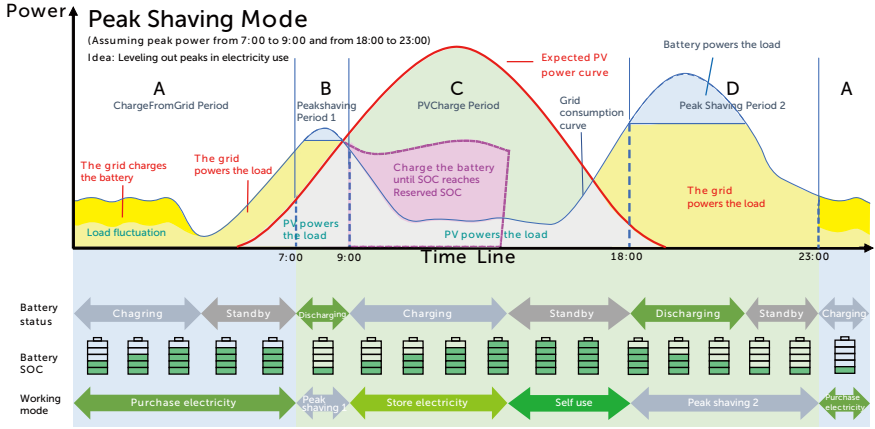 Power
Peak Shaving Mode
(Assuming peak power from 7:00 to 9:00 and from 18:00 to 23:00)
Idea: Leveling out peaks in electricity use
Battery powers the load
Expected PV
power curve
A
B
C
D
A
ChargeFromGrid Period
Peakshaving
Period 1
PVCharge Period
Grid
consumption
curve
Peak Shaving Period 2
The grid charges
the battery
The grid
powers the load
Charge the battery
until SOC reaches
Reserved SOC
The grid
powers the load
Load fluctuation
PV powers
the load
PV powers the load
7:00
9:00
Time Line
18:00
23:00
Battery
status
Chagring
Standby
Discharging
Charging
Standby
Discharging
Standby
Charging
Battery
SOC
Working
mode
Purchase electricity
Peak
shaving 1
Store electricity
Self use
Peak shaving 2
Purchase
electricity